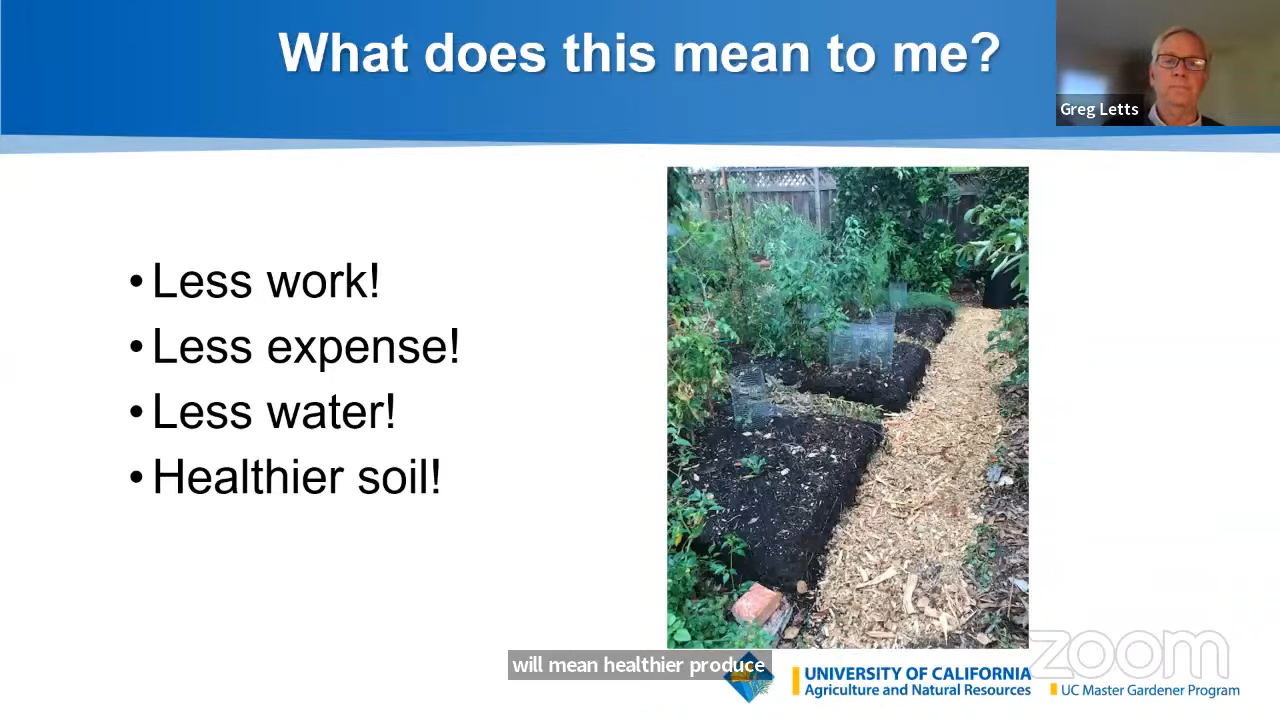 What does this mean to me?
Greg Letts
• Less work!
• Less expense!
• Less water!
• Healthier soil!
will mean healthier produce
zoom
UNIVERSITY OF CALIFORNIA
Agriculture and Natural Resources
UC Master Gardener Program